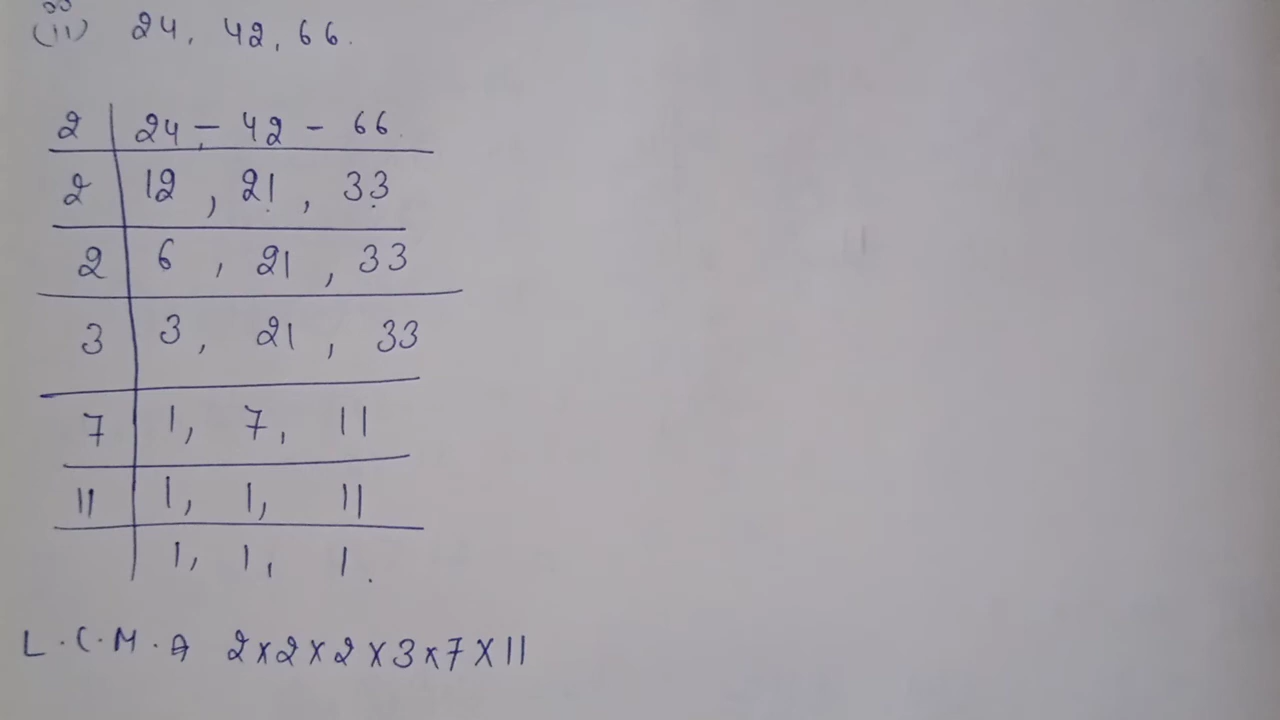 (ii) 24, 42, 66.
2 | 24 - 42 - 66.
2 | 12, 21, 33
2 | 6, 21, 33
3 | 3, 21, 33
7 | 1, 7, 11
11 | 1, 1, 11
| 1, 1, 1.
L.C.M. 2x2x2x3x7x11